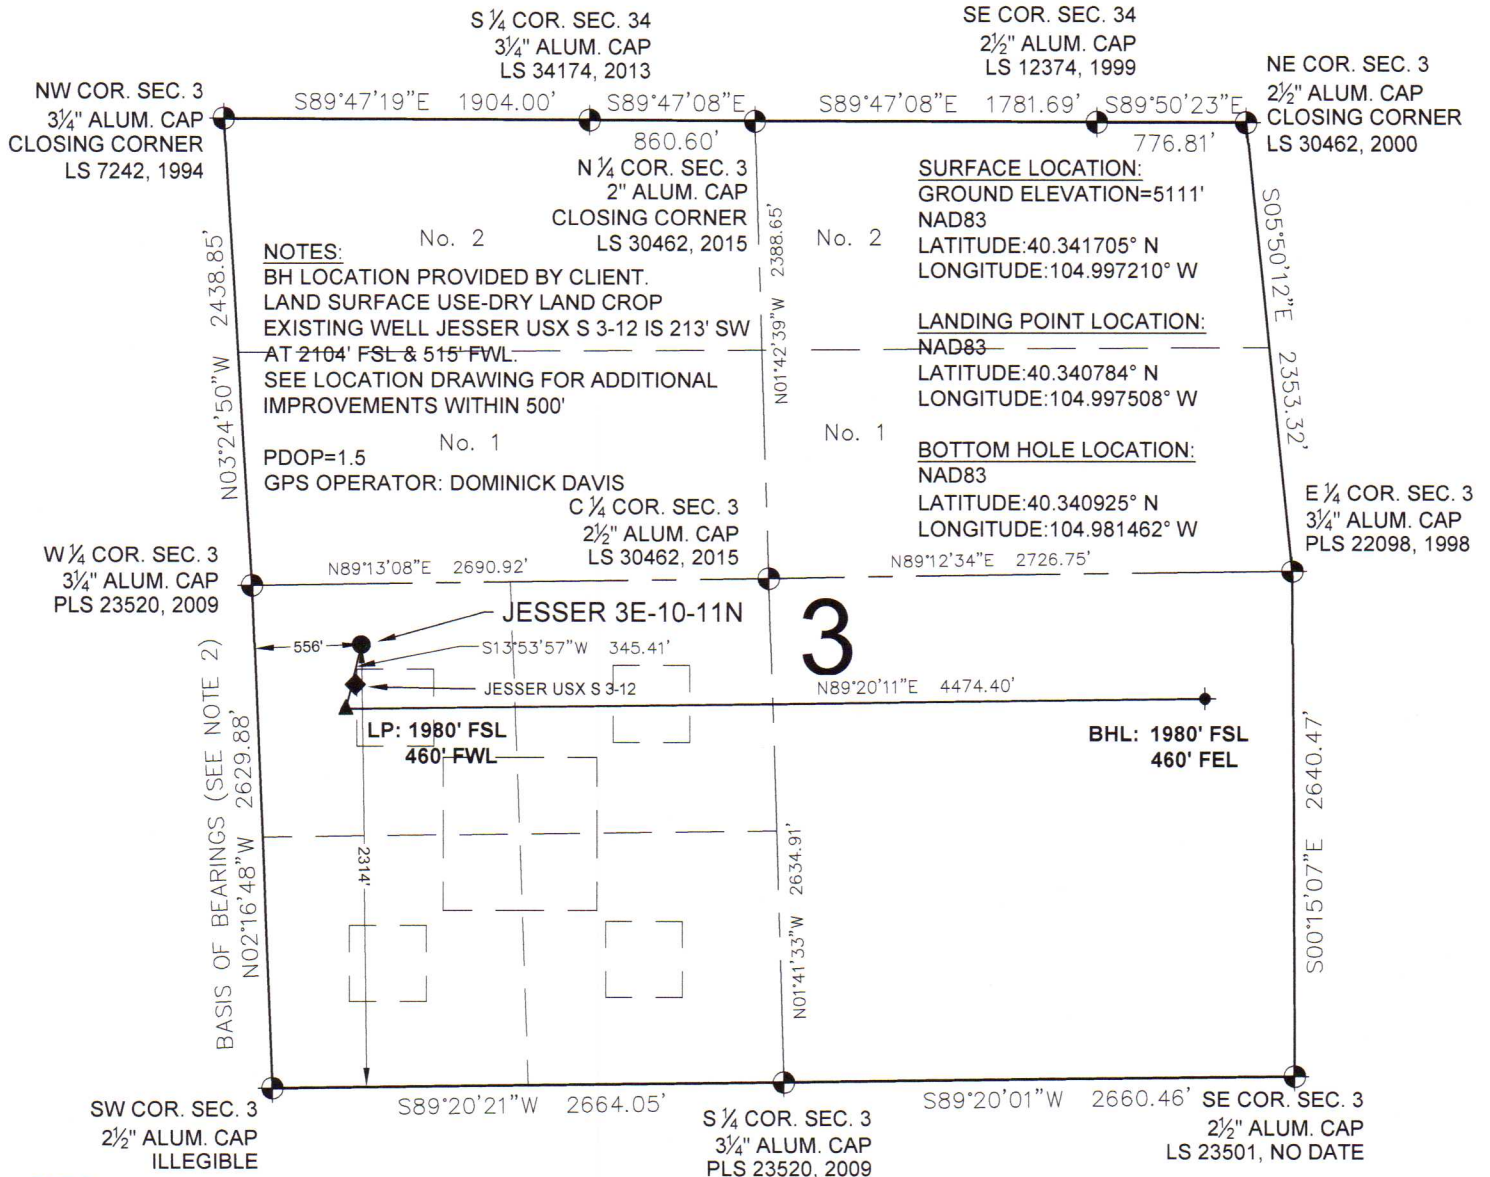 S ¼ COR. SEC. 34
3¼" ALUM. CAP
LS 34174, 2013
SE COR. SEC. 34
2½" ALUM. CAP
LS 12374, 1999
NE COR. SEC. 3
2½" ALUM. CAP
CLOSING CORNER
LS 30462, 2000
NW COR. SEC. 3
3¼" ALUM. CAP
CLOSING CORNER
LS 7242, 1994
S89°47'19"E 1904.00'
S89°47'08"E
860.60'
S89°47'08"E 1781.69'
S89°50'23"E
776.81'
N ¼ COR. SEC. 3
2" ALUM. CAP
CLOSING CORNER
LS 30462, 2015
SURFACE LOCATION:
GROUND ELEVATION=5111'
NAD83
LATITUDE:40.341705° N
LONGITUDE:104.997210° W
No. 2
No. 2
NOTES:
BH LOCATION PROVIDED BY CLIENT.
LAND SURFACE USE-DRY LAND CROP
EXISTING WELL JESSER USX S 3-12 IS 213' SW
AT 2104' FSL & 515' FWL.
SEE LOCATION DRAWING FOR ADDITIONAL
IMPROVEMENTS WITHIN 500'
PDOP=1.5
GPS OPERATOR: DOMINICK DAVIS
LANDING POINT LOCATION:
NAD83
LATITUDE:40.340784° N
LONGITUDE:104.997508° W
No. 1
No. 1
BOTTOM HOLE LOCATION:
NAD83
LATITUDE:40.340925° N
LONGITUDE:104.981462° W
N03°24'50"W 2438.85'
N01°42'39"W 2388.65'
S05°50'12"E 2353.32'
C ¼ COR. SEC. 3
2½" ALUM. CAP
LS 30462, 2015
E ¼ COR. SEC. 3
3¼" ALUM. CAP
PLS 22098, 1998
W ¼ COR. SEC. 3
3¼" ALUM. CAP
PLS 23520, 2009
N89°13'08"E 2690.92'
N89°12'34"E 2726.75'
JESSER 3E-10-11N
3
556'
S13°53'57"W 345.41'
JESSER USX S 3-12
N89°20'11"E 4474.40'
LP: 1980' FSL
460' FWL
BHL: 1980' FSL
460' FEL
BASIS OF BEARINGS (SEE NOTE 2)
N02°16'48"W 2629.88'
2314'
N01°41'33"W 2634.91'
S00°15'07"E 2640.47'
S89°20'21"W 2664.05'
S89°20'01"W 2660.46'
SW COR. SEC. 3
2½" ALUM. CAP
ILLEGIBLE
S ¼ COR. SEC. 3
3¼" ALUM. CAP
PLS 23520, 2009
SE COR. SEC. 3
2½" ALUM. CAP
LS 23501, NO DATE